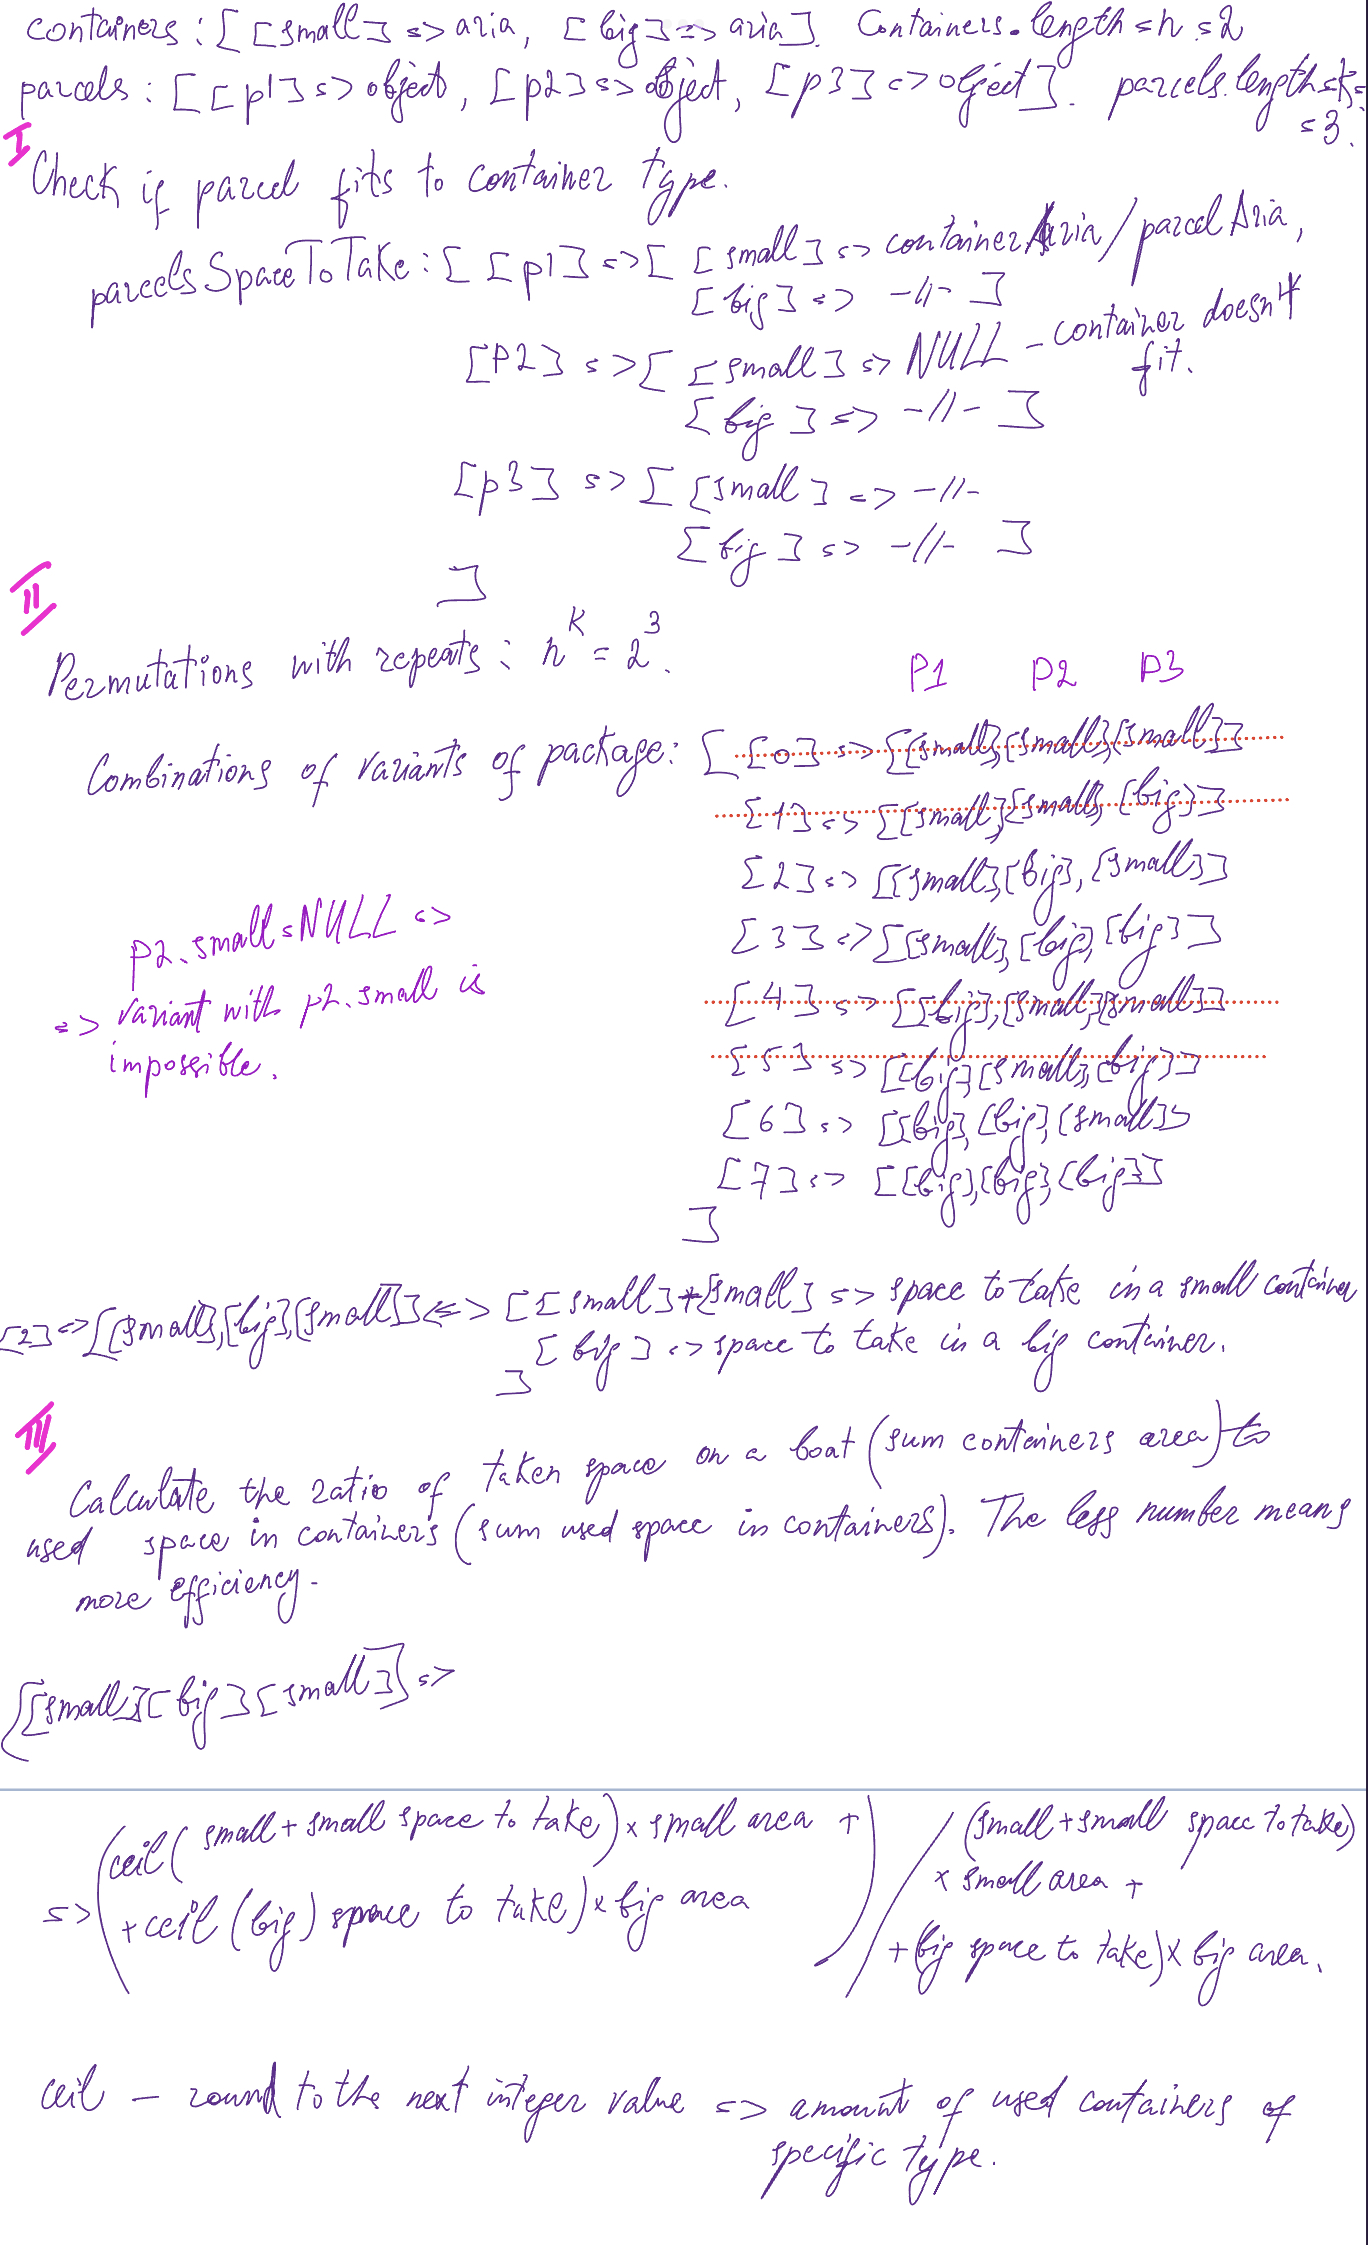 containers : [ [small] => aria, [big] => aria]. Containers.length = n = 2
parcels : [ [p1] => object, [p2] => object, [p3] => object]. parcels.length = k =
= 3.
I
Check if parcel fits to container type.
parcelsSpaceToTake : [ [p1] => [ [small] => containerAria / parcelAria,
[big] => -//- ]
[p2] => [ [small] => NULL - container doesn't
fit.
[big] => -//- ]
[p3] => [ [small] => -//-
[big] => -//- ]
]
II
Permutations with repeats : n^k = 2^3.
P1 P2 P3
Combinations of variants of package: [ [0] => [[small],[small],[small]]
[1] => [[small],[small],[big]]
[2] => [[small],[big],[small]]
[3] => [[small],[big],[big]]
[4] => [[big],[small],[small]]
[5] => [[big],[small],[big]]
[6] => [[big],[big],[small]]
[7] => [[big],[big],[big]]
]
p2.small = NULL =>
=> variant with p2.small is
impossible.
[2] => [[small],[big],[small]] <=> [ [small]+[small] => space to take in a small container
[big] => space to take in a big container.
]
III
Calculate the ratio of taken space on a boat (sum containers area) to
used space in containers (sum used space in containers). The less number means
more efficiency.
[[small][big][small]] =>
=> (ceil( small + small space to take) x small area + / (small + small space to take)
x small area +
+ ceil (big) space to take) x big area)
+ (big space to take) x big area.
ceil - round to the next integer value => amount of used containers of
specific type.